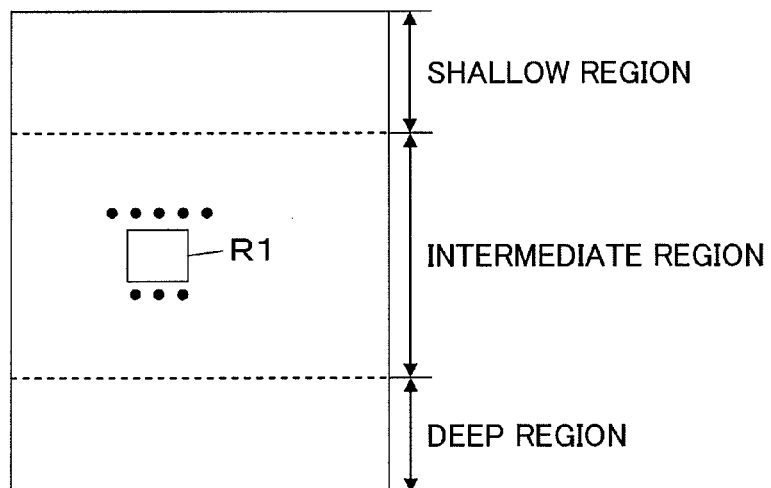 SHALLOW REGION
R1
INTERMEDIATE REGION
DEEP REGION